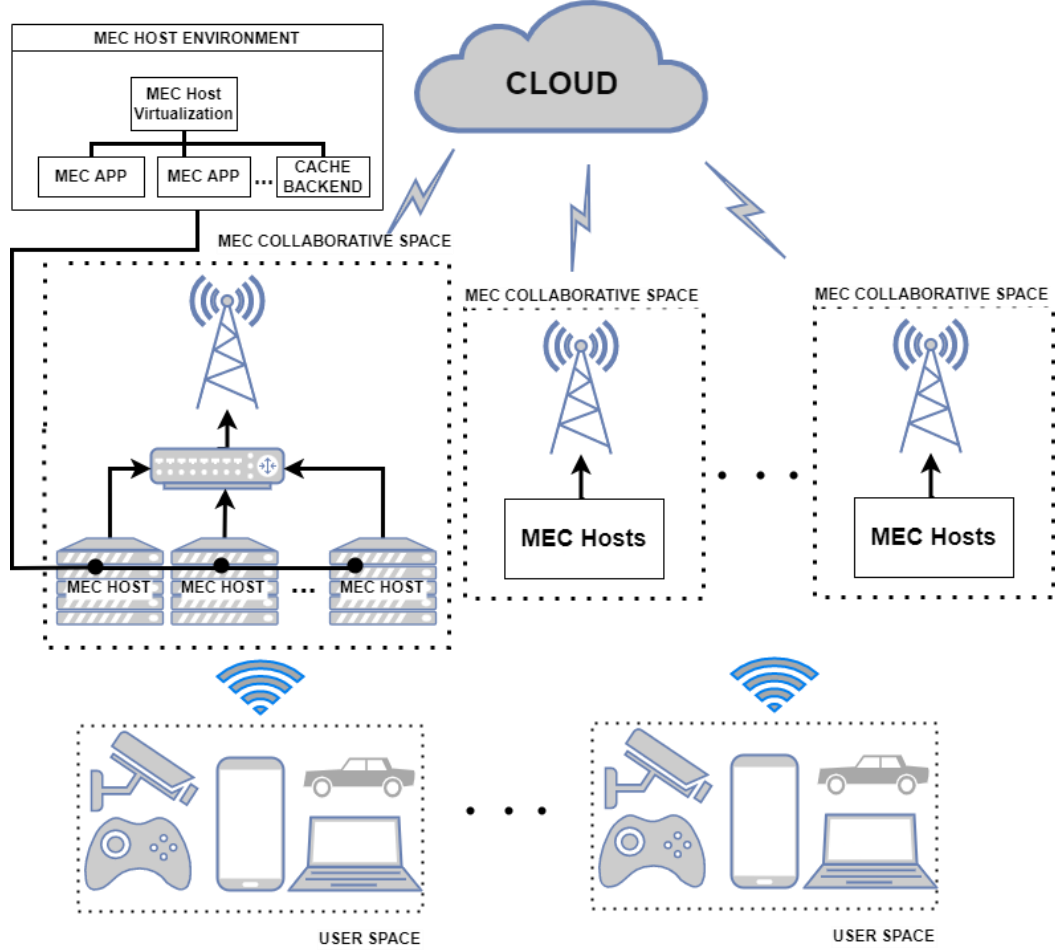 MEC HOST ENVIRONMENT
MEC Host
Virtualization
MEC APP
MEC APP
...
CACHE
BACKEND
CLOUD
MEC COLLABORATIVE SPACE
MEC COLLABORATIVE SPACE
MEC COLLABORATIVE SPACE
MEC HOST
MEC HOST
...
MEC HOST
MEC Hosts
MEC Hosts
USER SPACE
USER SPACE